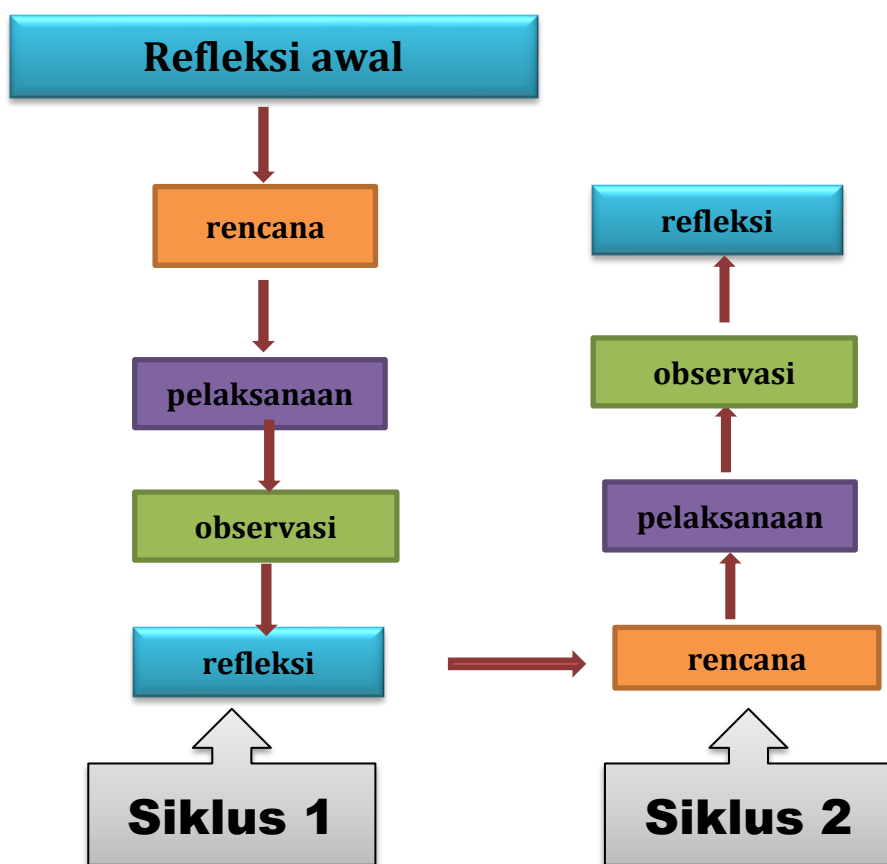 Refleksi awal
rencana
pelaksanaan
observasi
refleksi
Siklus 1
refleksi
observasi
pelaksanaan
rencana
Siklus 2